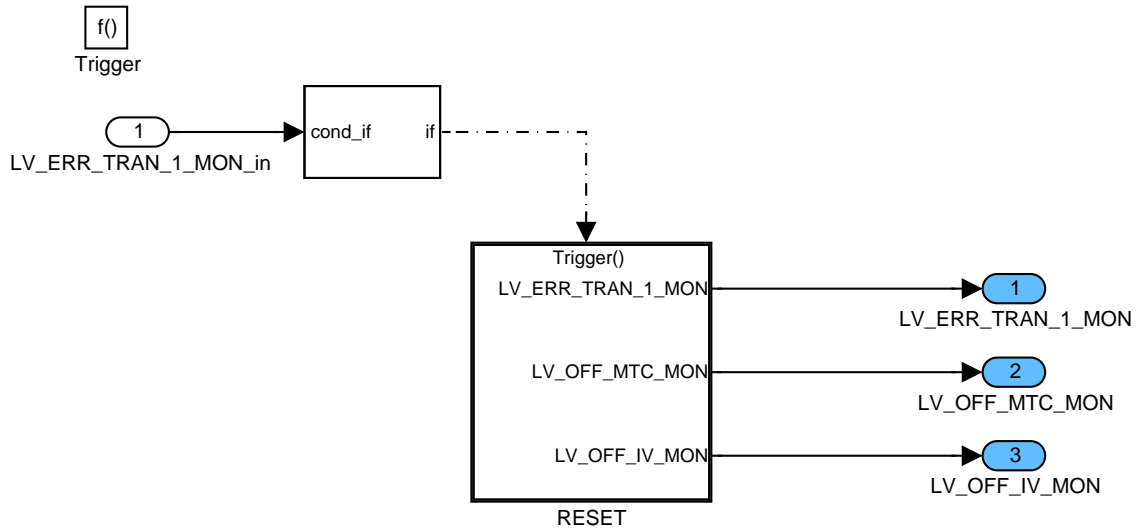 f()
Trigger
1
cond_if
if
LV_ERR_TRAN_1_MON_in
Trigger()
LV_ERR_TRAN_1_MON
1
LV_ERR_TRAN_1_MON
LV_OFF_MTC_MON
2
LV_OFF_MTC_MON
LV_OFF_IV_MON
3
LV_OFF_IV_MON
RESET